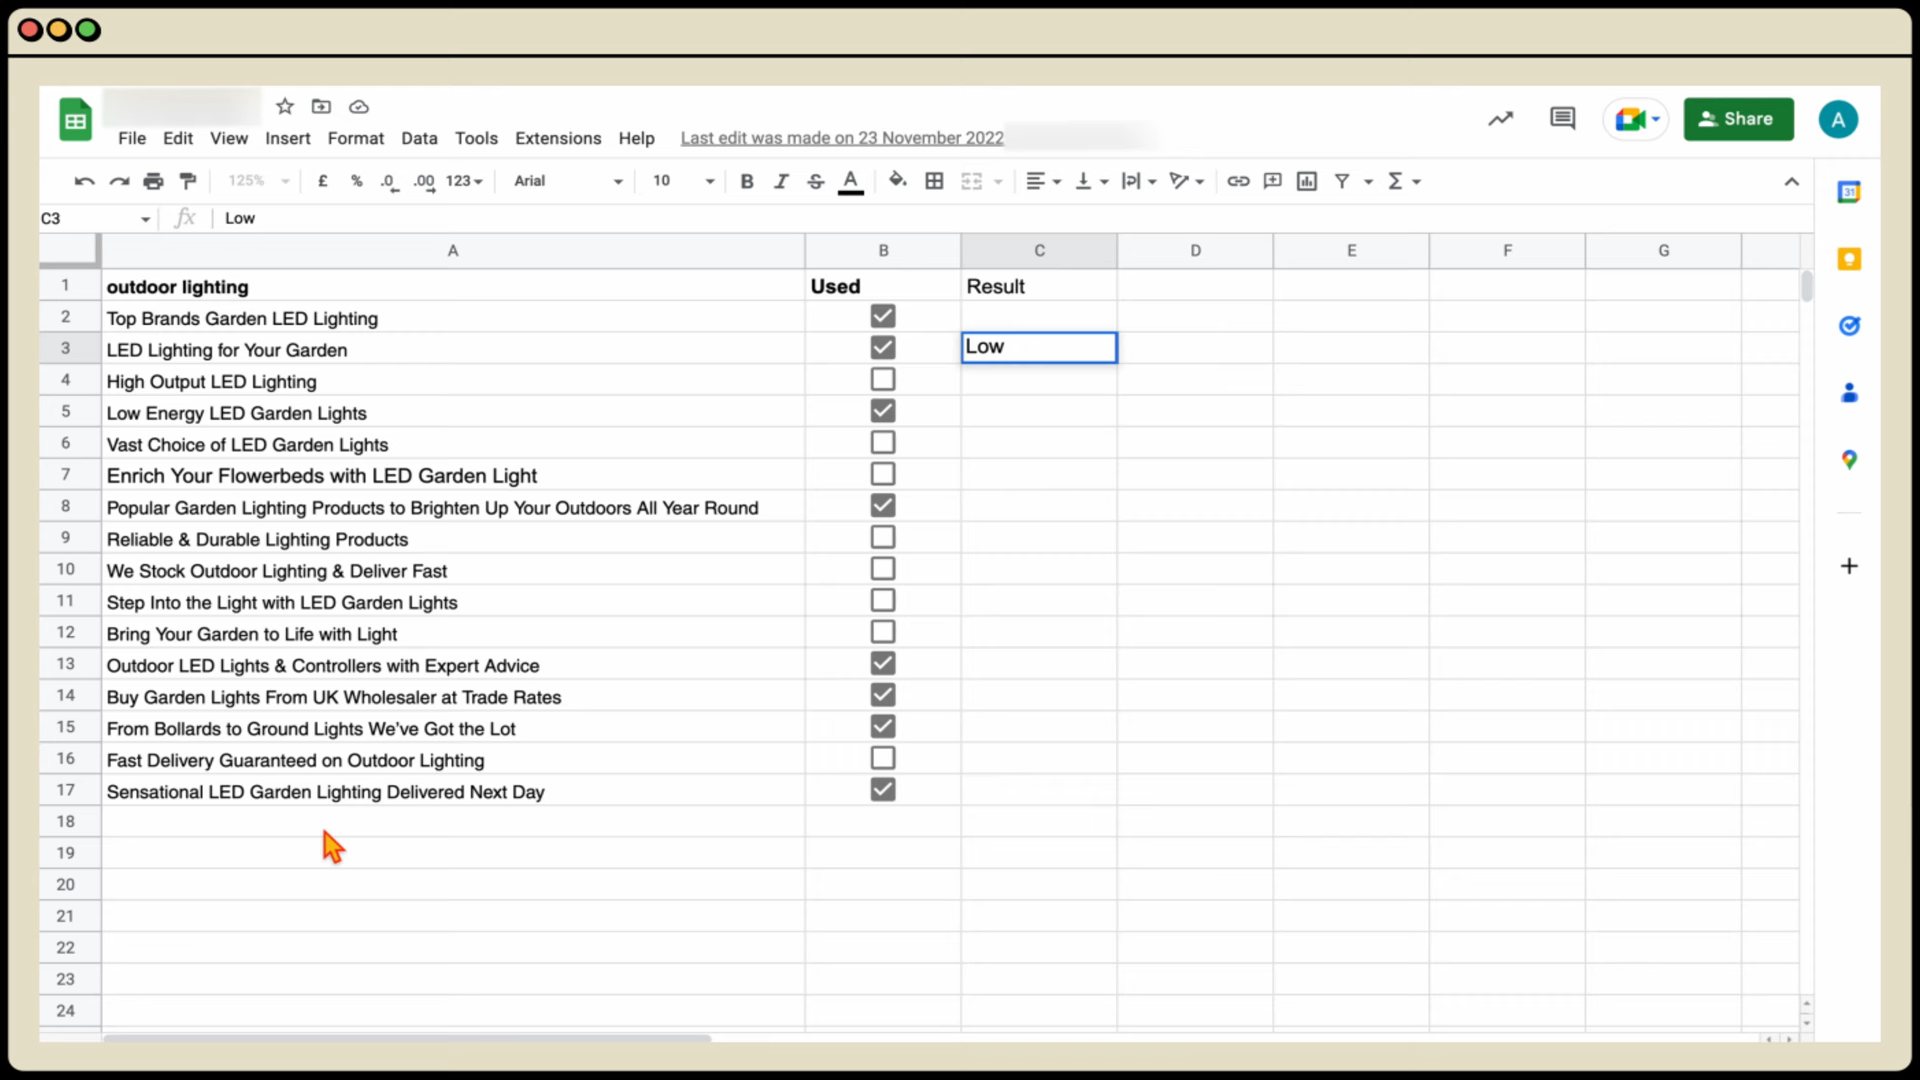 File Edit View Insert Format Data Tools Extensions Help Last edit was made on 23 November 2022
Share
A
125% £ % .0 .00 123 Arial 10 B I S A
31
C3 fx Low
A B C D E F G
1 outdoor lighting Used Result
2 Top Brands Garden LED Lighting
3 LED Lighting for Your Garden Low
4 High Output LED Lighting
5 Low Energy LED Garden Lights
6 Vast Choice of LED Garden Lights
7 Enrich Your Flowerbeds with LED Garden Light
8 Popular Garden Lighting Products to Brighten Up Your Outdoors All Year Round
9 Reliable & Durable Lighting Products
10 We Stock Outdoor Lighting & Deliver Fast
11 Step Into the Light with LED Garden Lights
12 Bring Your Garden to Life with Light
13 Outdoor LED Lights & Controllers with Expert Advice
14 Buy Garden Lights From UK Wholesaler at Trade Rates
15 From Bollards to Ground Lights We've Got the Lot
16 Fast Delivery Guaranteed on Outdoor Lighting
17 Sensational LED Garden Lighting Delivered Next Day
18
19
20
21
22
23
24